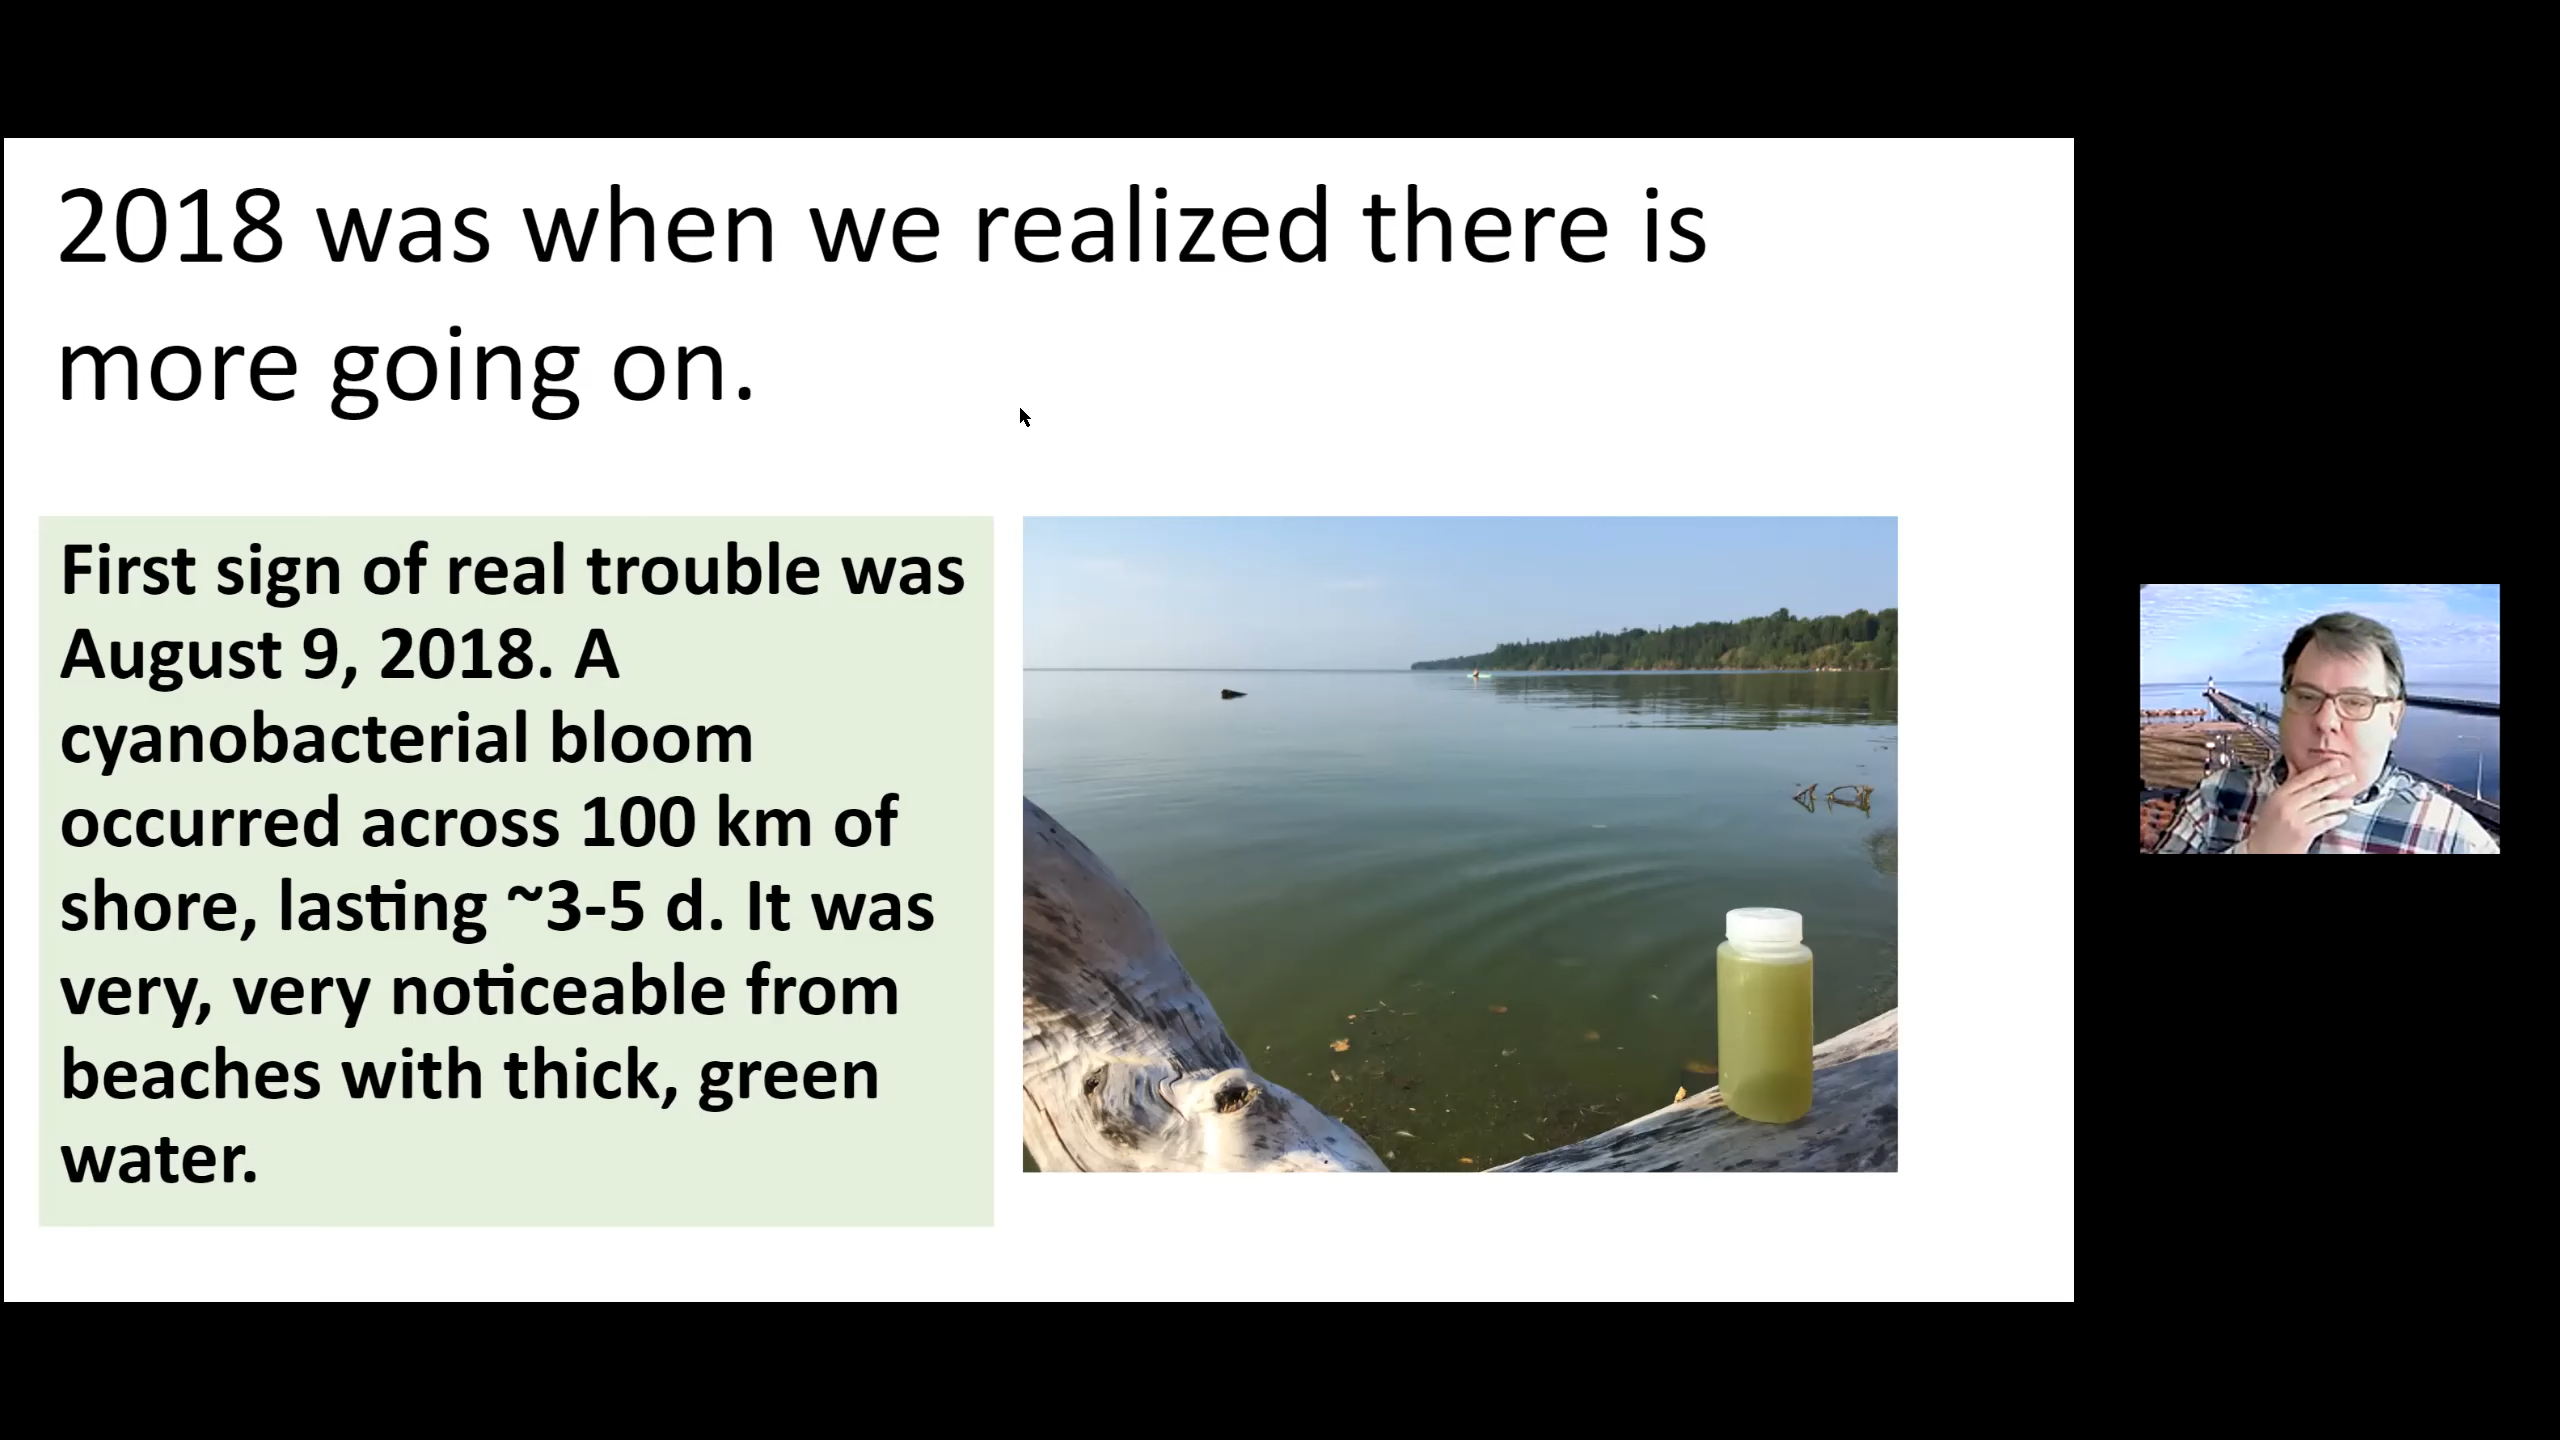 2018 was when we realized there is
more going on.
First sign of real trouble was
August 9, 2018. A
cyanobacterial bloom
occurred across 100 km of
shore, lasting ~3-5 d. It was
very, very noticeable from
beaches with thick, green
water.